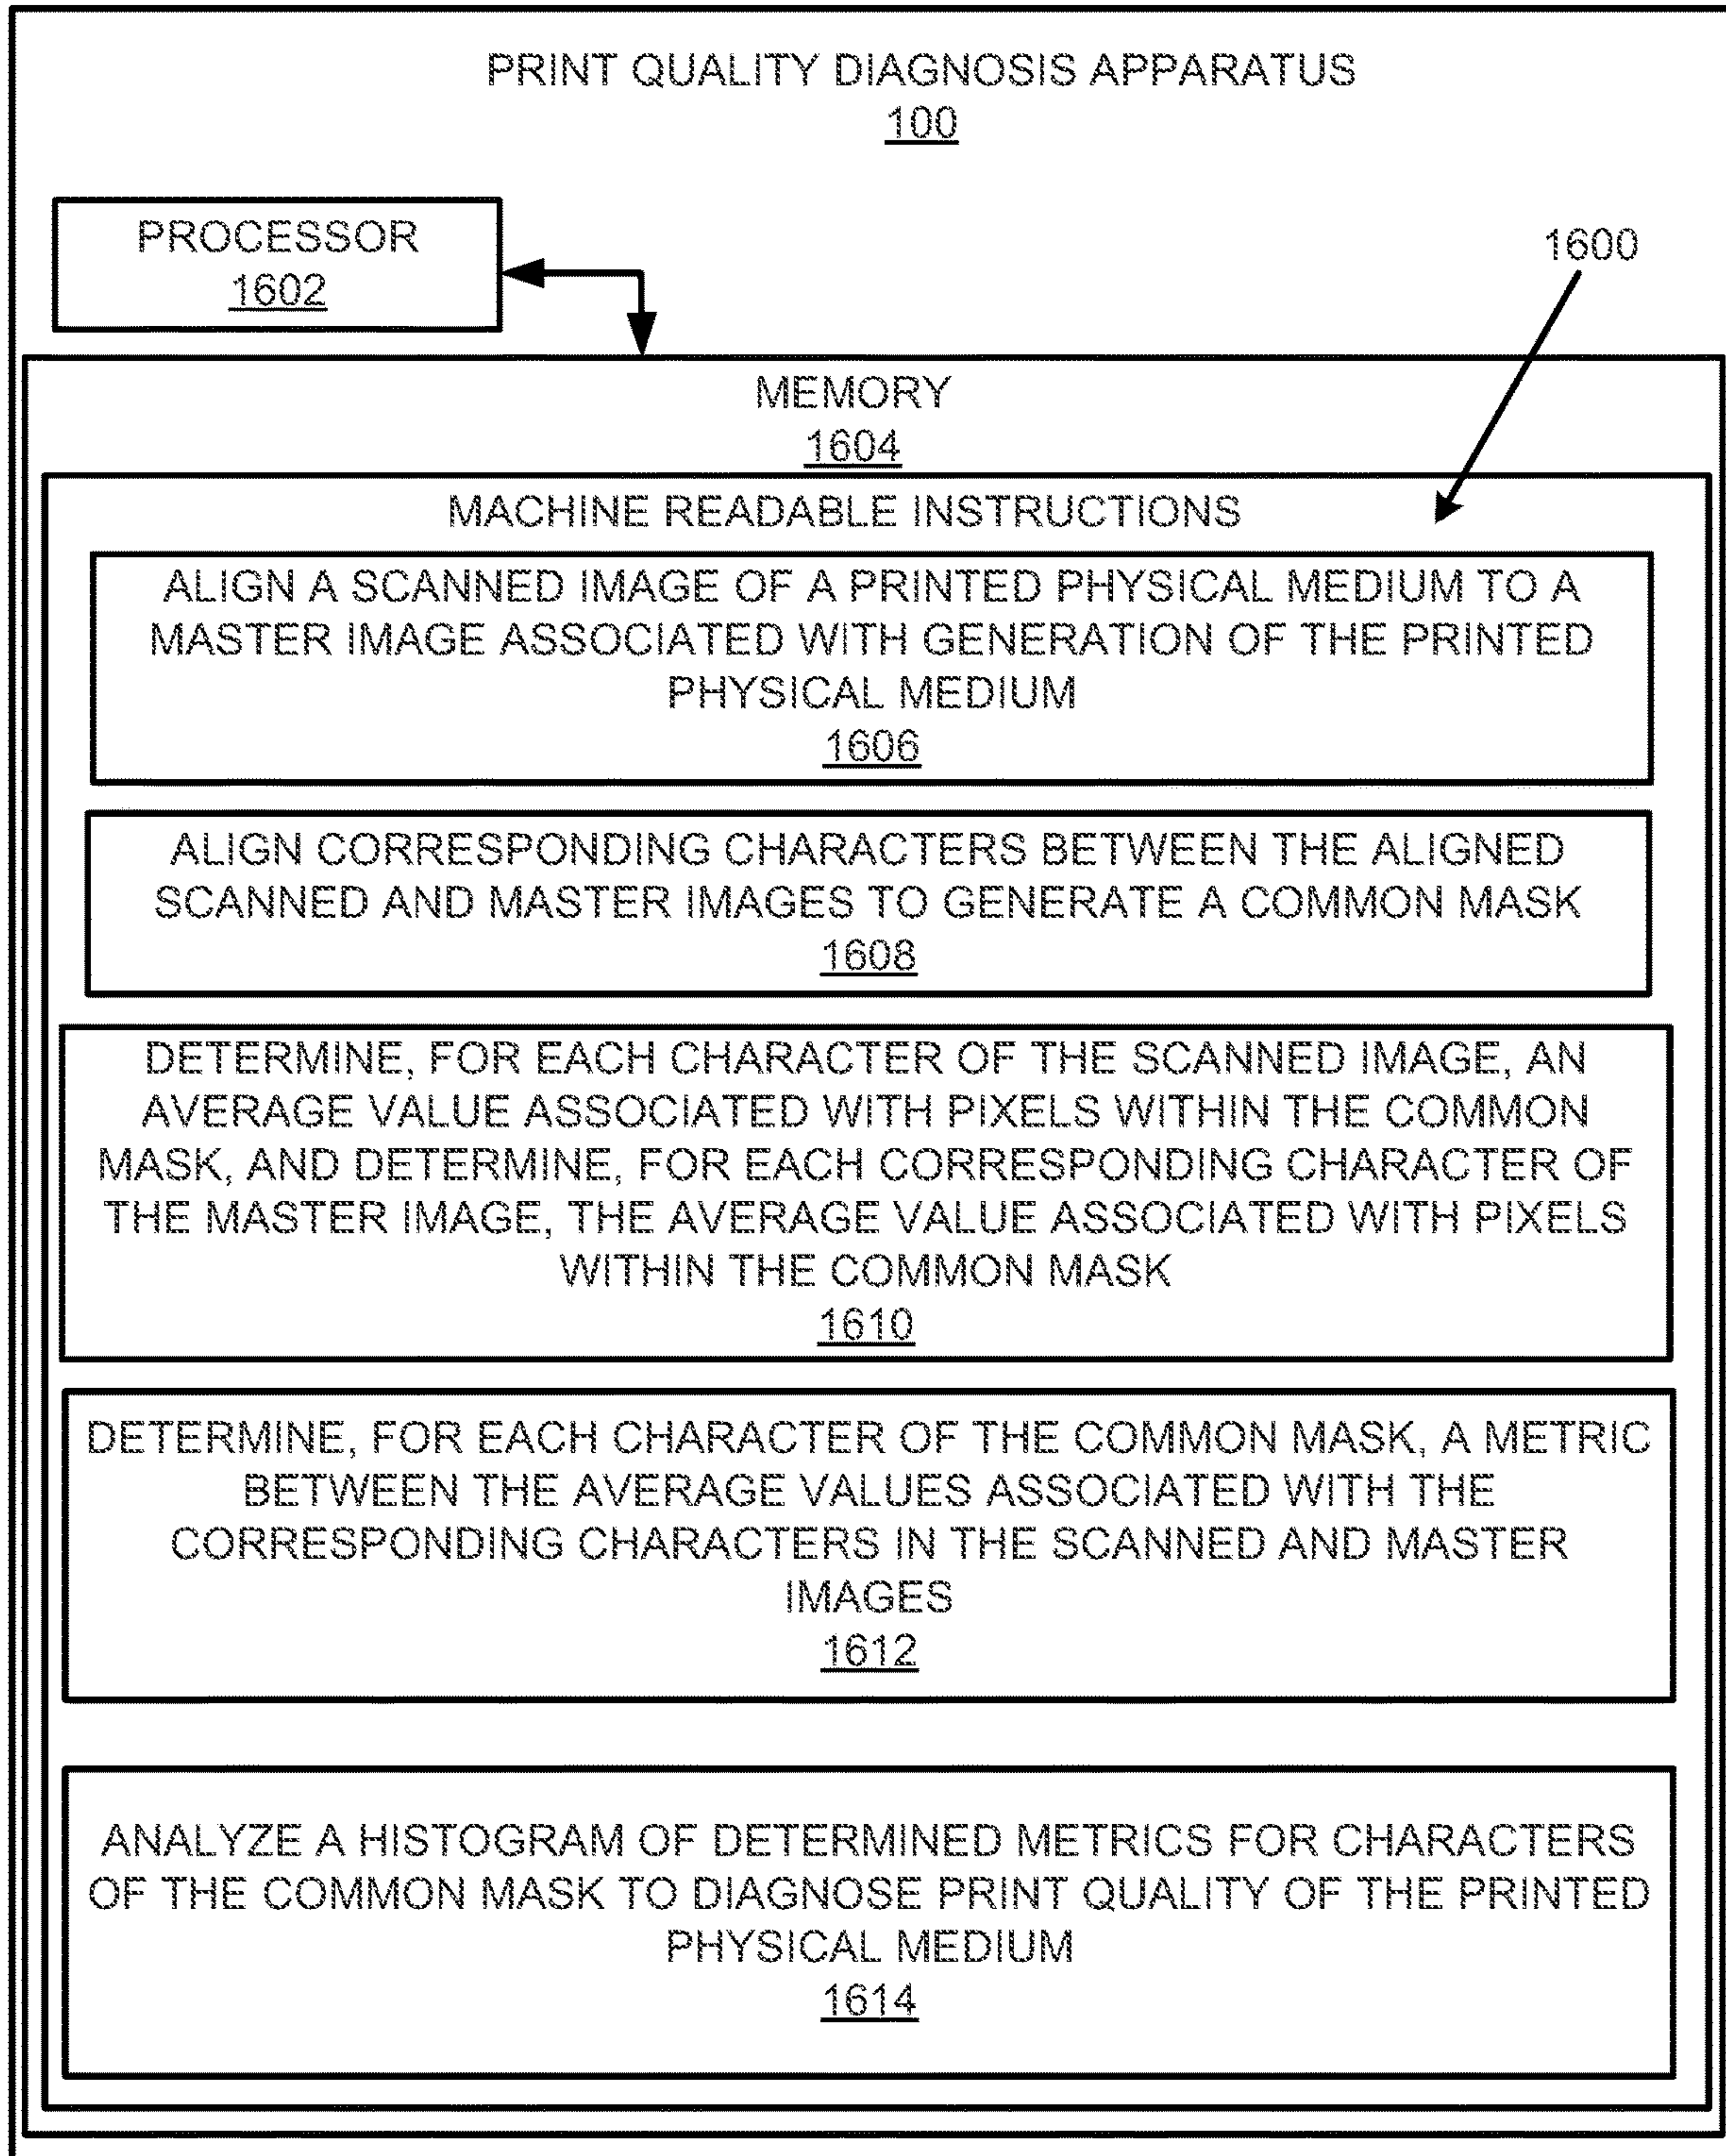 PRINT QUALITY DIAGNOSIS APPARATUS
100
PROCESSOR
1602
1600
MEMORY
1604
MACHINE READABLE INSTRUCTIONS
ALIGN A SCANNED IMAGE OF A PRINTED PHYSICAL MEDIUM TO A
MASTER IMAGE ASSOCIATED WITH GENERATION OF THE PRINTED
PHYSICAL MEDIUM
1606
ALIGN CORRESPONDING CHARACTERS BETWEEN THE ALIGNED
SCANNED AND MASTER IMAGES TO GENERATE A COMMON MASK
1608
DETERMINE, FOR EACH CHARACTER OF THE SCANNED IMAGE, AN
AVERAGE VALUE ASSOCIATED WITH PIXELS WITHIN THE COMMON
MASK, AND DETERMINE, FOR EACH CORRESPONDING CHARACTER OF
THE MASTER IMAGE, THE AVERAGE VALUE ASSOCIATED WITH PIXELS
WITHIN THE COMMON MASK
1610
DETERMINE, FOR EACH CHARACTER OF THE COMMON MASK, A METRIC
BETWEEN THE AVERAGE VALUES ASSOCIATED WITH THE
CORRESPONDING CHARACTERS IN THE SCANNED AND MASTER
IMAGES
1612
ANALYZE A HISTOGRAM OF DETERMINED METRICS FOR CHARACTERS
OF THE COMMON MASK TO DIAGNOSE PRINT QUALITY OF THE PRINTED
PHYSICAL MEDIUM
1614